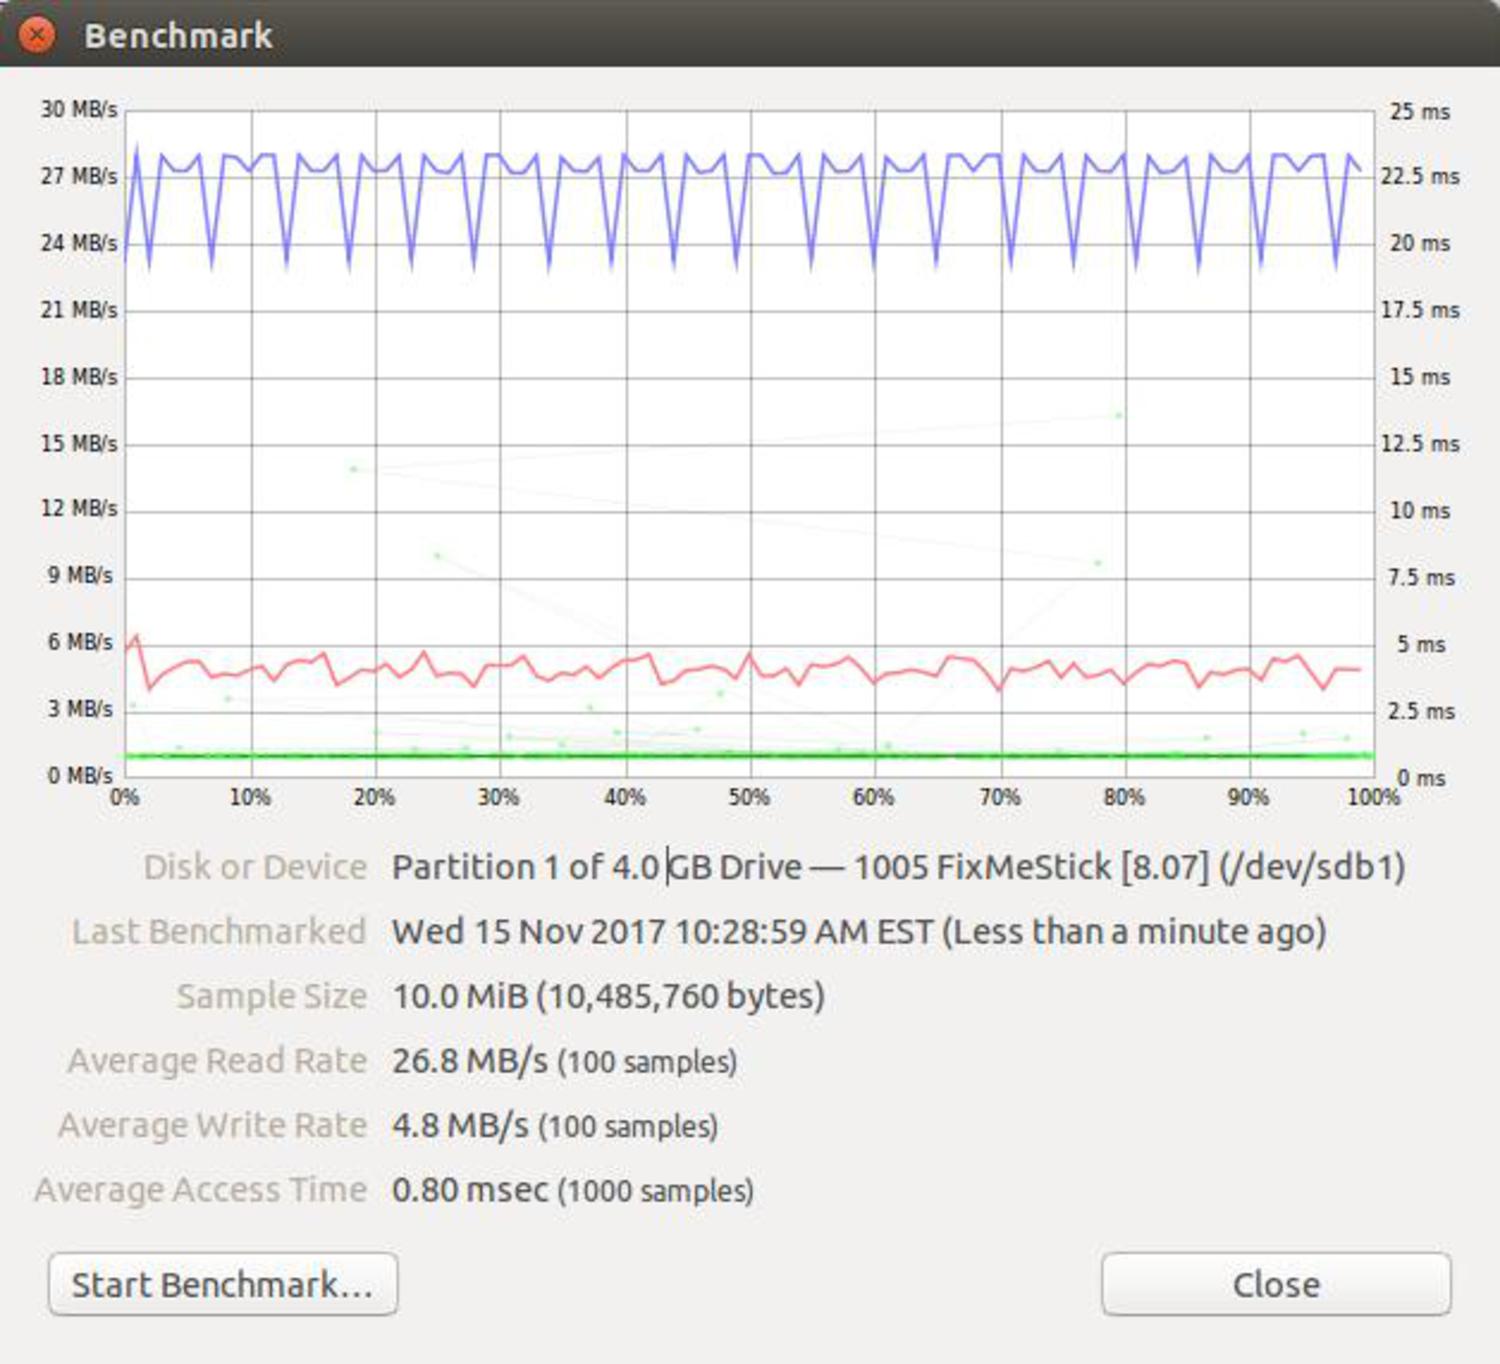 Benchmark
30 MB/s
27 MB/s
24 MB/s
21 MB/s
18 MB/s
15 MB/s
12 MB/s
9 MB/s
6 MB/s
3 MB/s
0 MB/s
25 ms
22.5 ms
20 ms
17.5 ms
15 ms
12.5 ms
10 ms
7.5 ms
5 ms
2.5 ms
0 ms
0% 10% 20% 30% 40% 50% 60% 70% 80% 90% 100%
Disk or Device Partition 1 of 4.0 GB Drive — 1005 FixMeStick [8.07] (/dev/sdb1)
Last Benchmarked Wed 15 Nov 2017 10:28:59 AM EST (Less than a minute ago)
Sample Size 10.0 MiB (10,485,760 bytes)
Average Read Rate 26.8 MB/s (100 samples)
Average Write Rate 4.8 MB/s (100 samples)
Average Access Time 0.80 msec (1000 samples)
Start Benchmark... Close